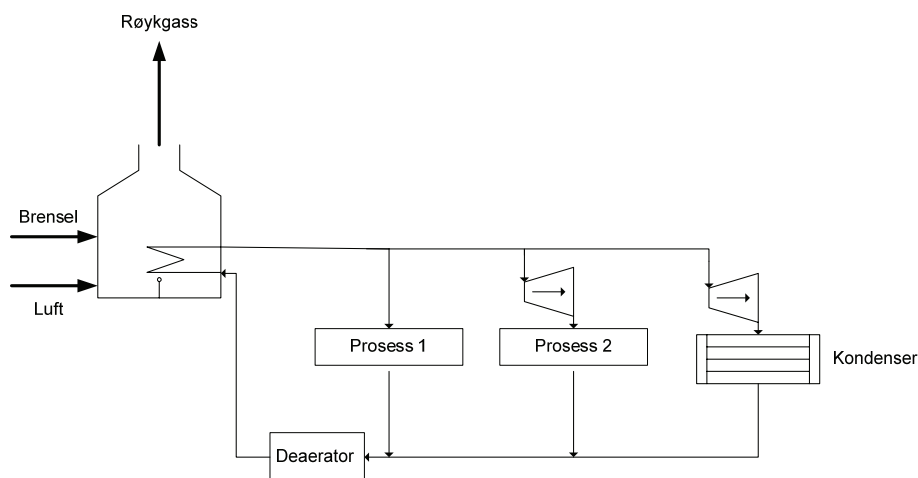 Røykgass
Brensel
Luft
Prosess 1
Prosess 2
Kondenser
Deaerator